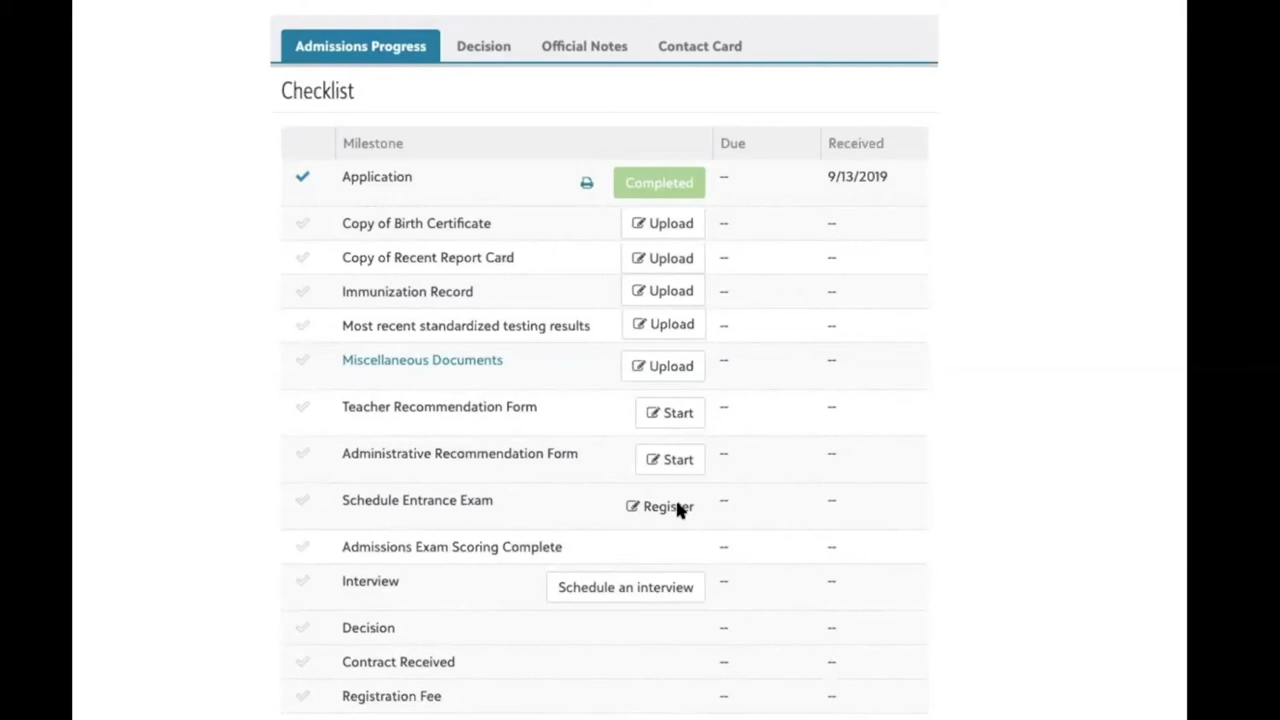 Admissions Progress Decision Official Notes Contact Card
Checklist
Milestone Due Received
Application Completed -- 9/13/2019
Copy of Birth Certificate Upload -- --
Copy of Recent Report Card Upload -- --
Immunization Record Upload -- --
Most recent standardized testing results Upload -- --
Miscellaneous Documents Upload -- --
Teacher Recommendation Form Start -- --
Administrative Recommendation Form Start -- --
Schedule Entrance Exam Register -- --
Admissions Exam Scoring Complete -- --
Interview Schedule an interview -- --
Decision -- --
Contract Received -- --
Registration Fee -- --